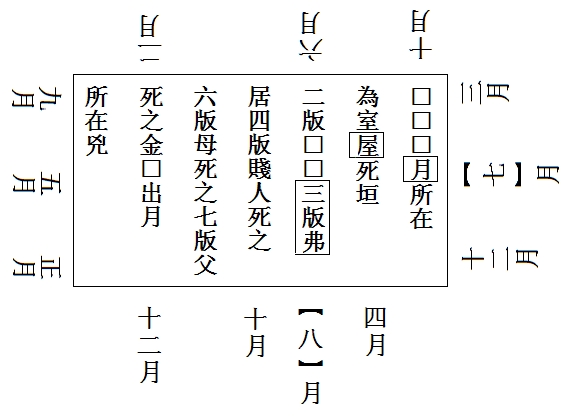 十月
六月
二月
三月
【七】月
十二月
□□□月所在
為室屋死垣
二版□□三版弗
居四版賤人死之
六版母死之七版父
死之金□出月
所在兇
九月
五月
正月
四月
【八】月
十月
十二月